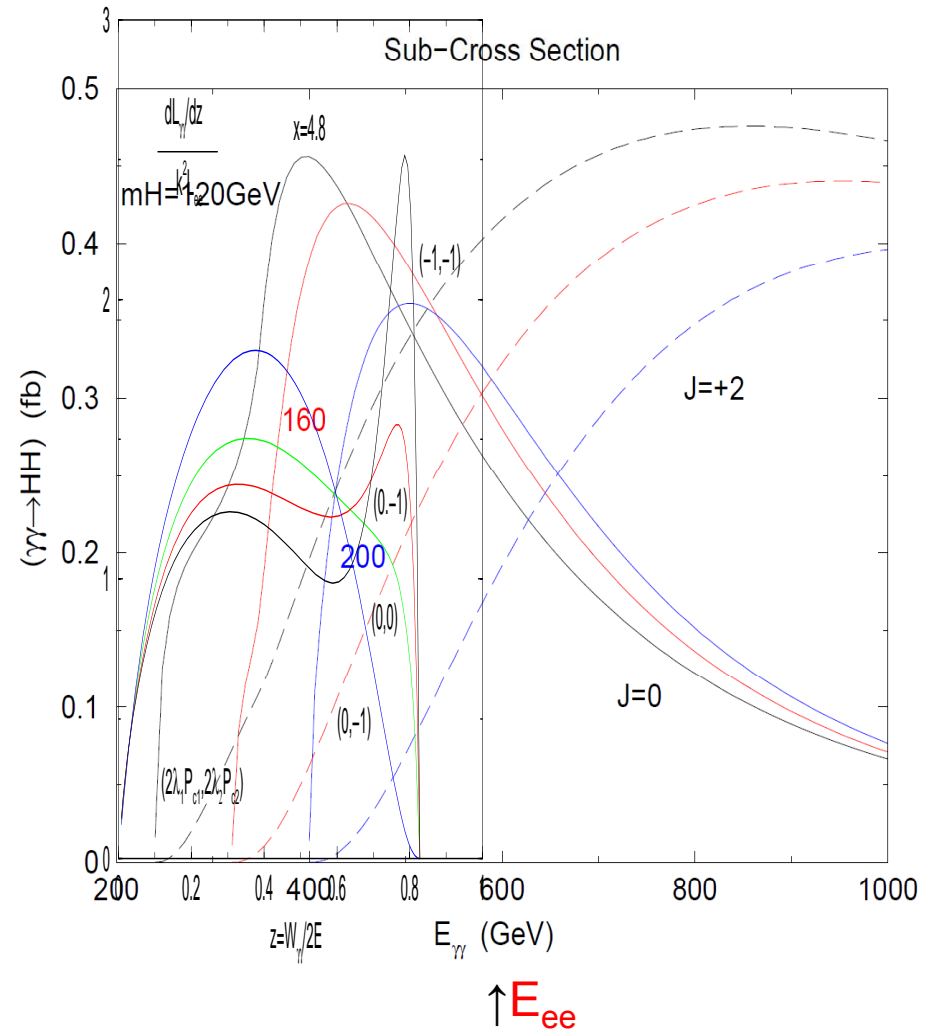 3
Sub−Cross Section
0.5
dLγγ/dz
x=4.8
k²Lee
mH=120GeV
(−1,−1)
0.4
2
J=+2
0.3
160
(γγ→HH) (fb)
(0.−1)
200
0.2
1
(0,0)
J=0
0.1
(0,−1)
(2λ₁Pc1,2λ₂Pc2)
0 0
200 0.2 0.4 400 0.6 0.8 600 800 1000
z=Wγγ/2E
Eγγ (GeV)
↑Eee